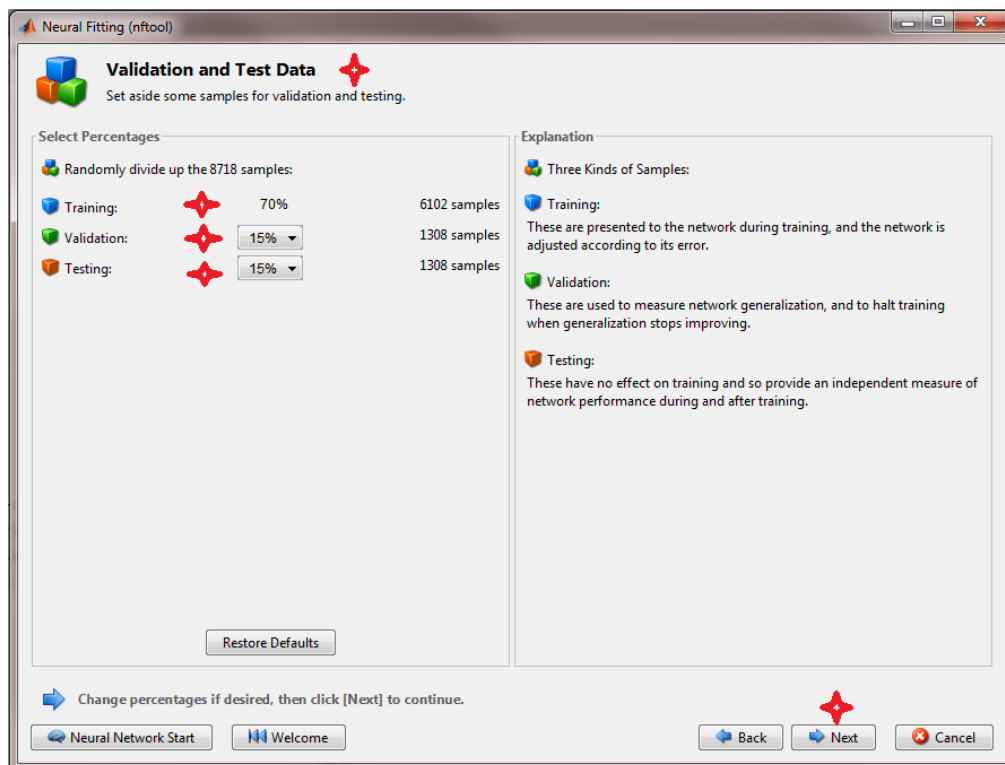 Neural Fitting (nftool)
Validation and Test Data
Set aside some samples for validation and testing.
Select Percentages
Randomly divide up the 8718 samples:
Training: 70% 6102 samples
Validation: 15% 1308 samples
Testing: 15% 1308 samples
Restore Defaults
Explanation
Three Kinds of Samples:
Training:
These are presented to the network during training, and the network is
adjusted according to its error.
Validation:
These are used to measure network generalization, and to halt training
when generalization stops improving.
Testing:
These have no effect on training and so provide an independent measure of
network performance during and after training.
Change percentages if desired, then click [Next] to continue.
Neural Network Start Welcome Back Next Cancel